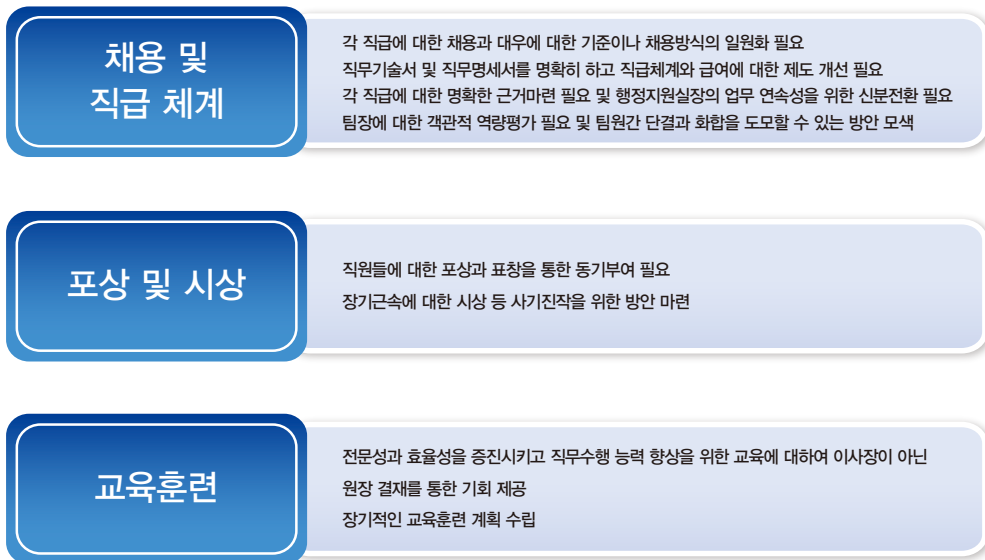 채용 및
직급 체계
각 직급에 대한 채용과 대우에 대한 기준이나 채용방식의 일원화 필요
직무기술서 및 직무명세서를 명확히 하고 직급체계와 급여에 대한 제도 개선 필요
각 직급에 대한 명확한 근거마련 필요 및 행정지원실장의 업무 연속성을 위한 신분전환 필요
팀장에 대한 객관적 역량평가 필요 및 팀원간 단결과 화합을 도모할 수 있는 방안 모색
포상 및 시상
직원들에 대한 포상과 표창을 통한 동기부여 필요
장기근속에 대한 시상 등 사기진작을 위한 방안 마련
교육훈련
전문성과 효율성을 증진시키고 직무수행 능력 향상을 위한 교육에 대하여 이사장이 아닌
원장 결재를 통한 기회 제공
장기적인 교육훈련 계획 수립